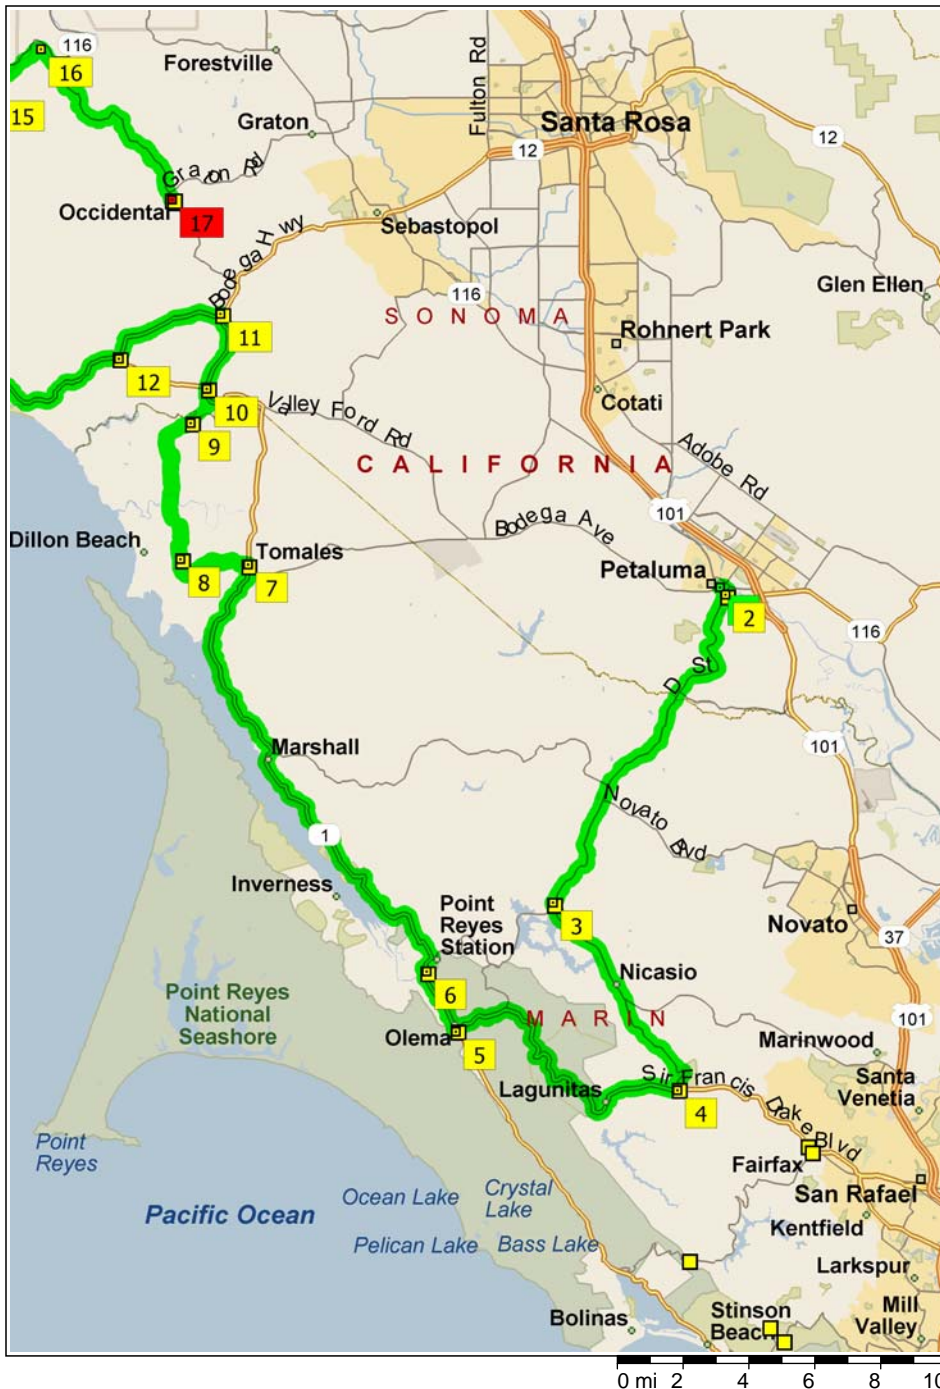 116
Forestville
Fulton Rd
16
15
Graton
Santa Rosa
12
12
Graton Rd
Occidental
17
Sebastopol
Bodega Hwy
Glen Ellen
116
SONOMA
11
Rohnert Park
12
10
Cotati
Valley Ford Rd
9
CALIFORNIA
Adobe Rd
101
Bodega Ave
Dillon Beach
Tomales
8
7
Petaluma
2
116
D St
101
Marshall
Novato Blvd
1
Inverness
Point
Reyes
Station
3
Novato
37
Nicasio
Point Reyes
National
Seashore
6
MARIN
101
Olema
5
Marinwood
Sir Francis Drake Blvd
Lagunitas
4
Santa
Venetia
Point
Reyes
Fairfax
San Rafael
Ocean Lake
Crystal
Lake
Pacific Ocean
Kentfield
Pelican Lake
Bass Lake
Larkspur
Bolinas
Stinson
Beach
Mill
Valley
0 mi 2 4 6 8 10